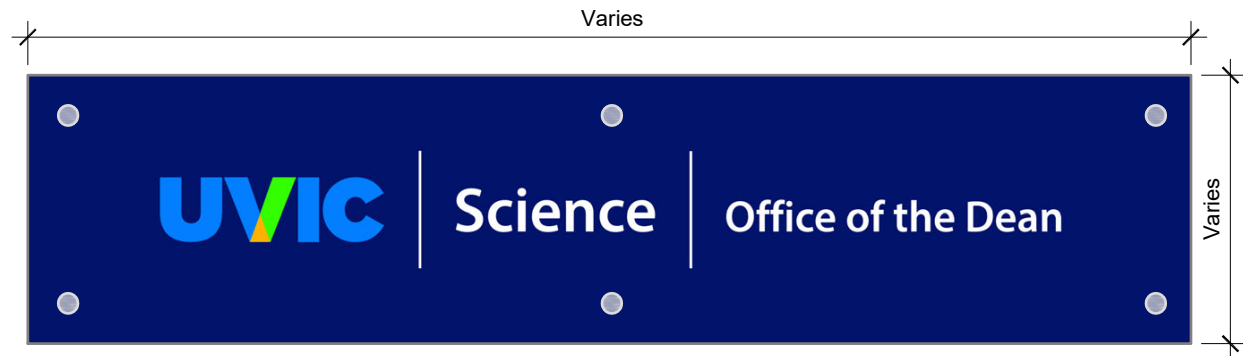 Varies
UVIC | Science | Office of the Dean
Varies